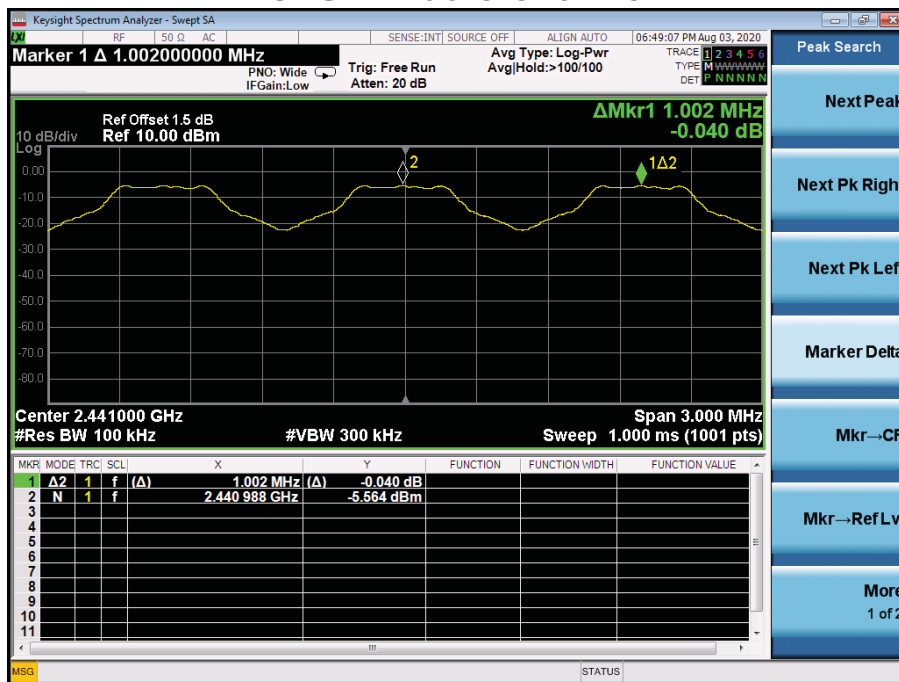 Keysight Spectrum Analyzer - Swept SA
LXI RF 50 Ω AC SENSE:INT SOURCE OFF ALIGN AUTO 06:49:07 PM Aug 03, 2020
Marker 1 Δ 1.002000000 MHz
PNO: Wide
IFGain:Low
Trig: Free Run
Atten: 20 dB
Avg Type: Log-Pwr
Avg|Hold:>100/100
TRACE 1 2 3 4 5 6
TYPE M WWWWW
DET P N N N N N
Peak Search
Next Peak
Next Pk Righ
Next Pk Lef
Marker Delta
Mkr→CF
Mkr→Ref Lv
More
1 of 2
ΔMkr1 1.002 MHz
-0.040 dB
Ref Offset 1.5 dB
10 dB/div Ref 10.00 dBm
Log
0.00
-10.0
-20.0
-30.0
-40.0
-50.0
-60.0
-70.0
-80.0
2
1Δ2
Center 2.441000 GHz Span 3.000 MHz
#Res BW 100 kHz #VBW 300 kHz Sweep 1.000 ms (1001 pts)
MKR MODE TRC SCL X Y FUNCTION FUNCTION WIDTH FUNCTION VALUE
1 Δ2 1 f (Δ) 1.002 MHz (Δ) -0.040 dB
2 N 1 f 2.440 988 GHz -5.564 dBm
3
4
5
6
7
8
9
10
11
MSG STATUS